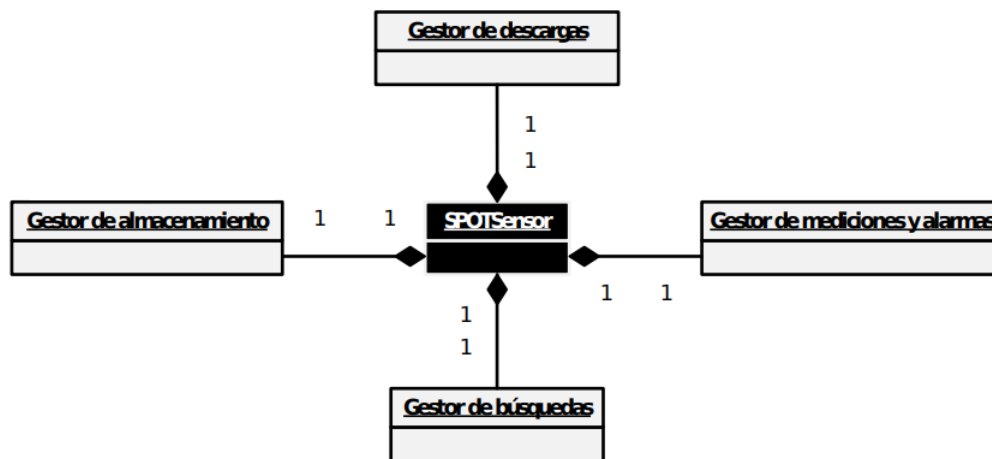 Gestor de descargas
1
1
Gestor de almacenamiento
1 1
SPOTSensor
Gestor de mediciones y alarmas
1 1
1
1
Gestor de búsquedas